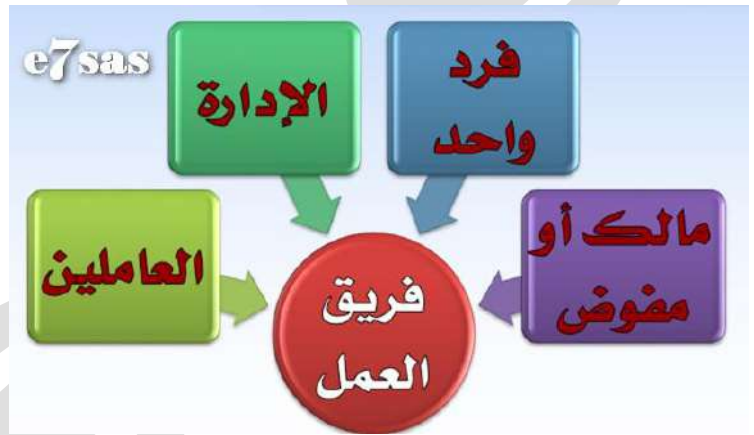 e7sas
فرد
واحد
الإدارة
مالك أو
مفوض
العاملين
فريق
العمل